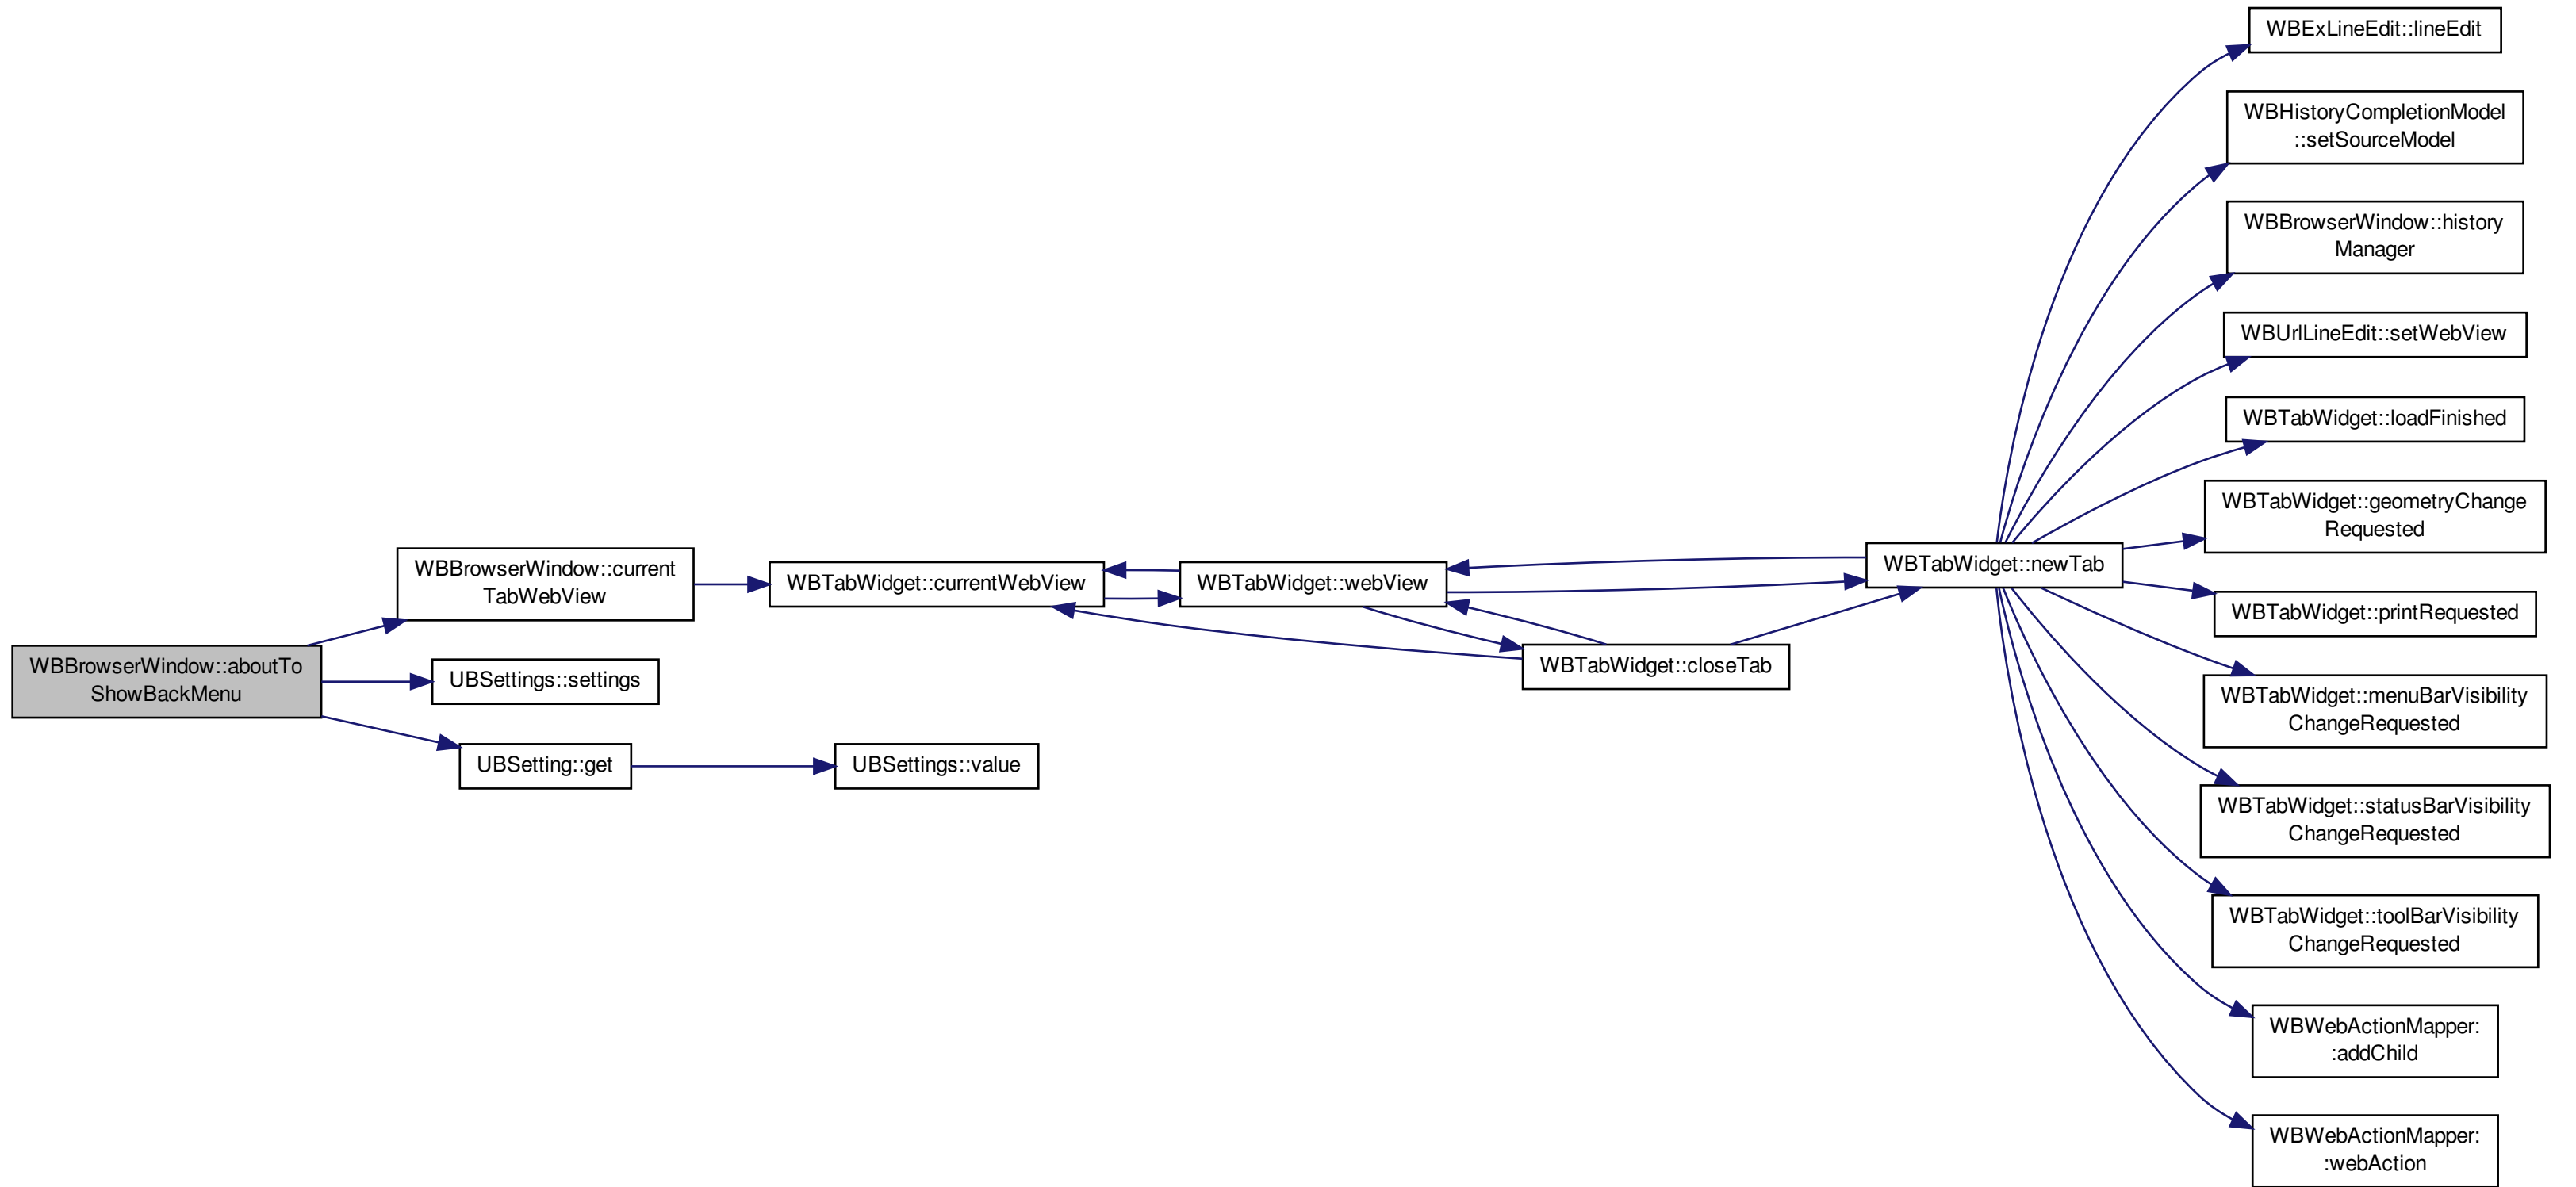 WBBrowserWindow::aboutTo
ShowBackMenu
WBBrowserWindow::current
TabWebView
UBSettings::settings
UBSetting::get
WBTabWidget::currentWebView
UBSettings::value
WBTabWidget::webView
WBTabWidget::closeTab
WBTabWidget::newTab
WBExLineEdit::lineEdit
WBHistoryCompletionModel
::setSourceModel
WBBrowserWindow::history
Manager
WBUrlLineEdit::setWebView
WBTabWidget::loadFinished
WBTabWidget::geometryChange
Requested
WBTabWidget::printRequested
WBTabWidget::menuBarVisibility
ChangeRequested
WBTabWidget::statusBarVisibility
ChangeRequested
WBTabWidget::toolBarVisibility
ChangeRequested
WBWebActionMapper:
:addChild
WBWebActionMapper:
:webAction